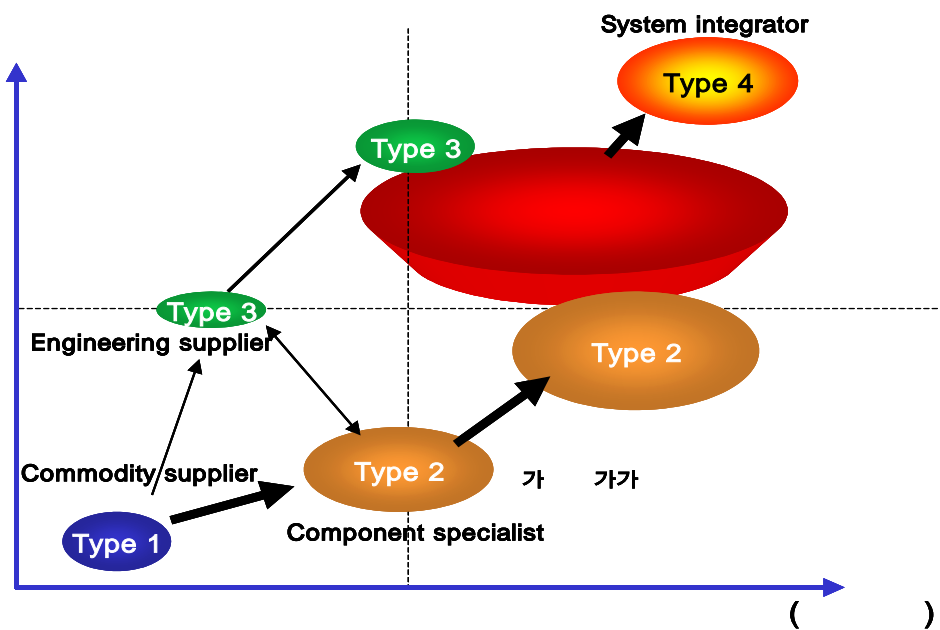 System integrator
Type 4
Type 3
Type 3
Engineering supplier
Type 2
Commodity supplier
Type 2
가 가가
Component specialist
Type 1
( )